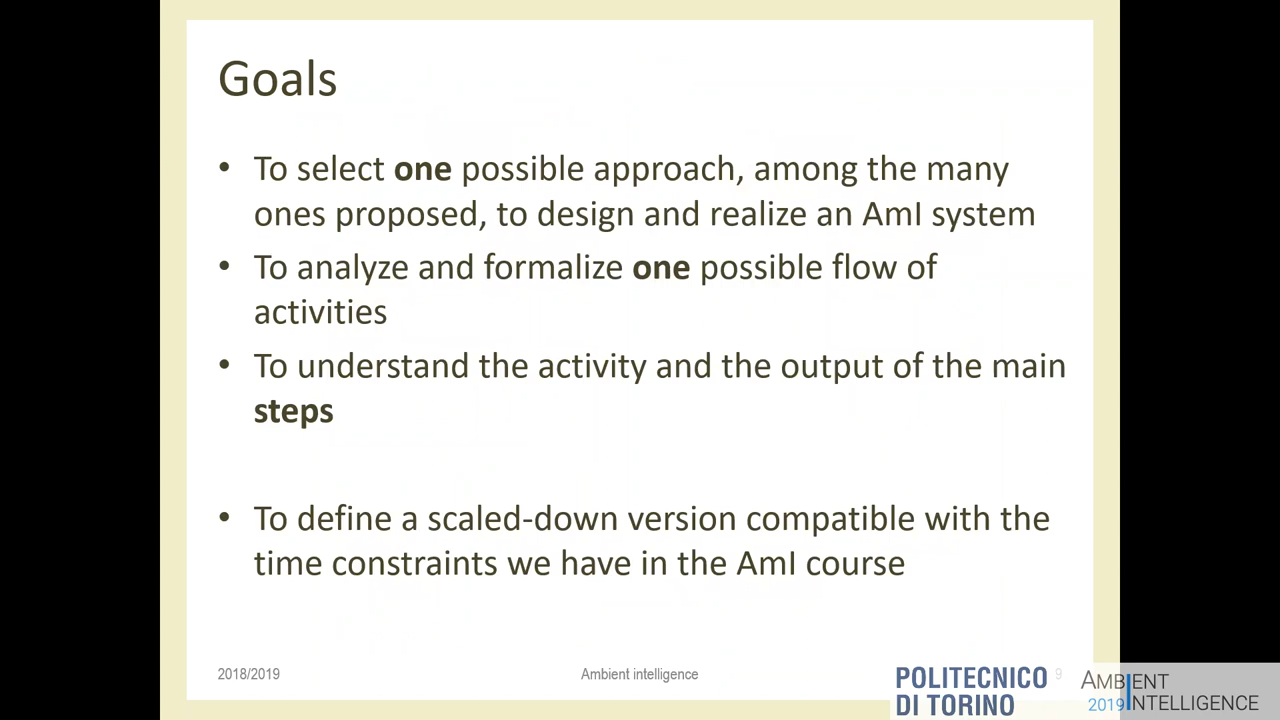 Goals
• To select one possible approach, among the many
ones proposed, to design and realize an AmI system
• To analyze and formalize one possible flow of
activities
• To understand the activity and the output of the main
steps
• To define a scaled-down version compatible with the
time constraints we have in the AmI course
2018/2019
Ambient intelligence
9
POLITECNICO
DI TORINO
AMBIENT
2019 INTELLIGENCE